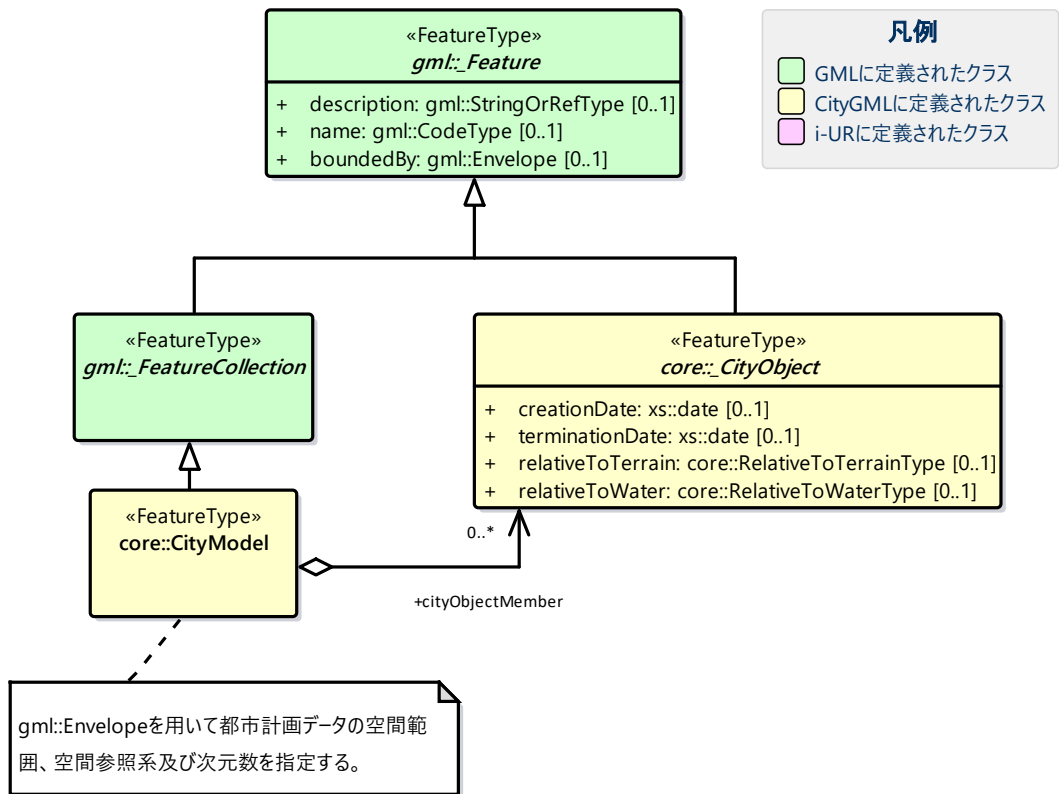 «FeatureType»
gml::_Feature
+ description: gml::StringOrRefType [0..1]
+ name: gml::CodeType [0..1]
+ boundedBy: gml::Envelope [0..1]
凡例
GMLに定義されたクラス
CityGMLに定義されたクラス
i-URに定義されたクラス
«FeatureType»
gml::_FeatureCollection
«FeatureType»
core::_CityObject
+ creationDate: xs::date [0..1]
+ terminationDate: xs::date [0..1]
+ relativeToTerrain: core::RelativeToTerrainType [0..1]
+ relativeToWater: core::RelativeToWaterType [0..1]
«FeatureType»
core::CityModel
0..*
+cityObjectMember
gml::Envelopeを用いて都市計画データの空間範
囲、空間参照系及び次元数を指定する。